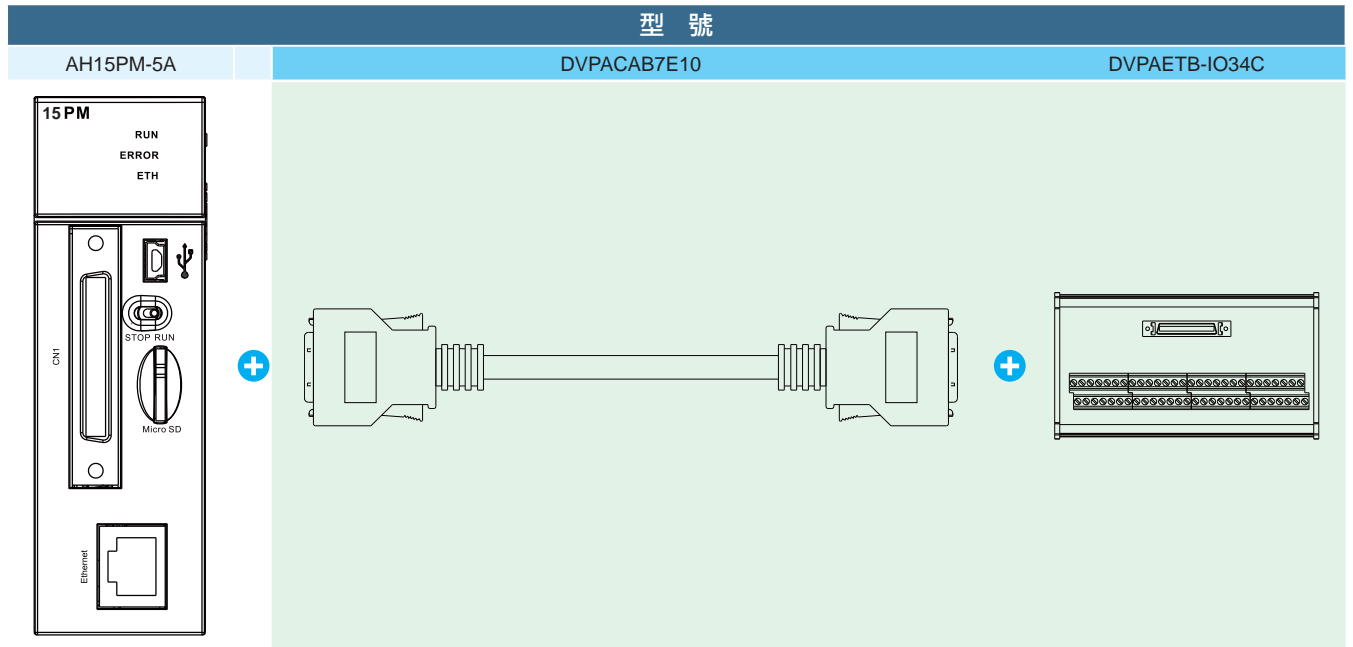 型 號
AH15PM-5A
DVPACAB7E10
DVPAETB-IO34C
15PM
RUN
ERROR
ETH
CN1
STOP RUN
Micro SD
Ethernet